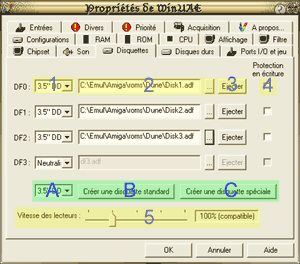 Propriétés de WinUAE
Entrées Divers Priorité Acquisition A propos...
Configurations RAM ROM CPU Affichage Filtre
Chipset Son Disquettes Disques durs Ports I/O et jeu
Protection
en écriture
DF0: 3.5" DD C:\Emul\Amiga\roms\Dune\Disk1.adf ... Ejecter
1 2 3 4
DF1: 3.5" DD C:\Emul\Amiga\roms\Dune\Disk2.adf ... Ejecter
DF2: 3.5" DD C:\Emul\Amiga\roms\Dune\Disk3.adf ... Ejecter
DF3: Neutrali df3.adf ... Ejecter
3.5" DD Créer une disquette standard Créer une disquette spéciale
A B C
Vitesse des lecteurs: 100% (compatible)
5
OK Annuler Aide